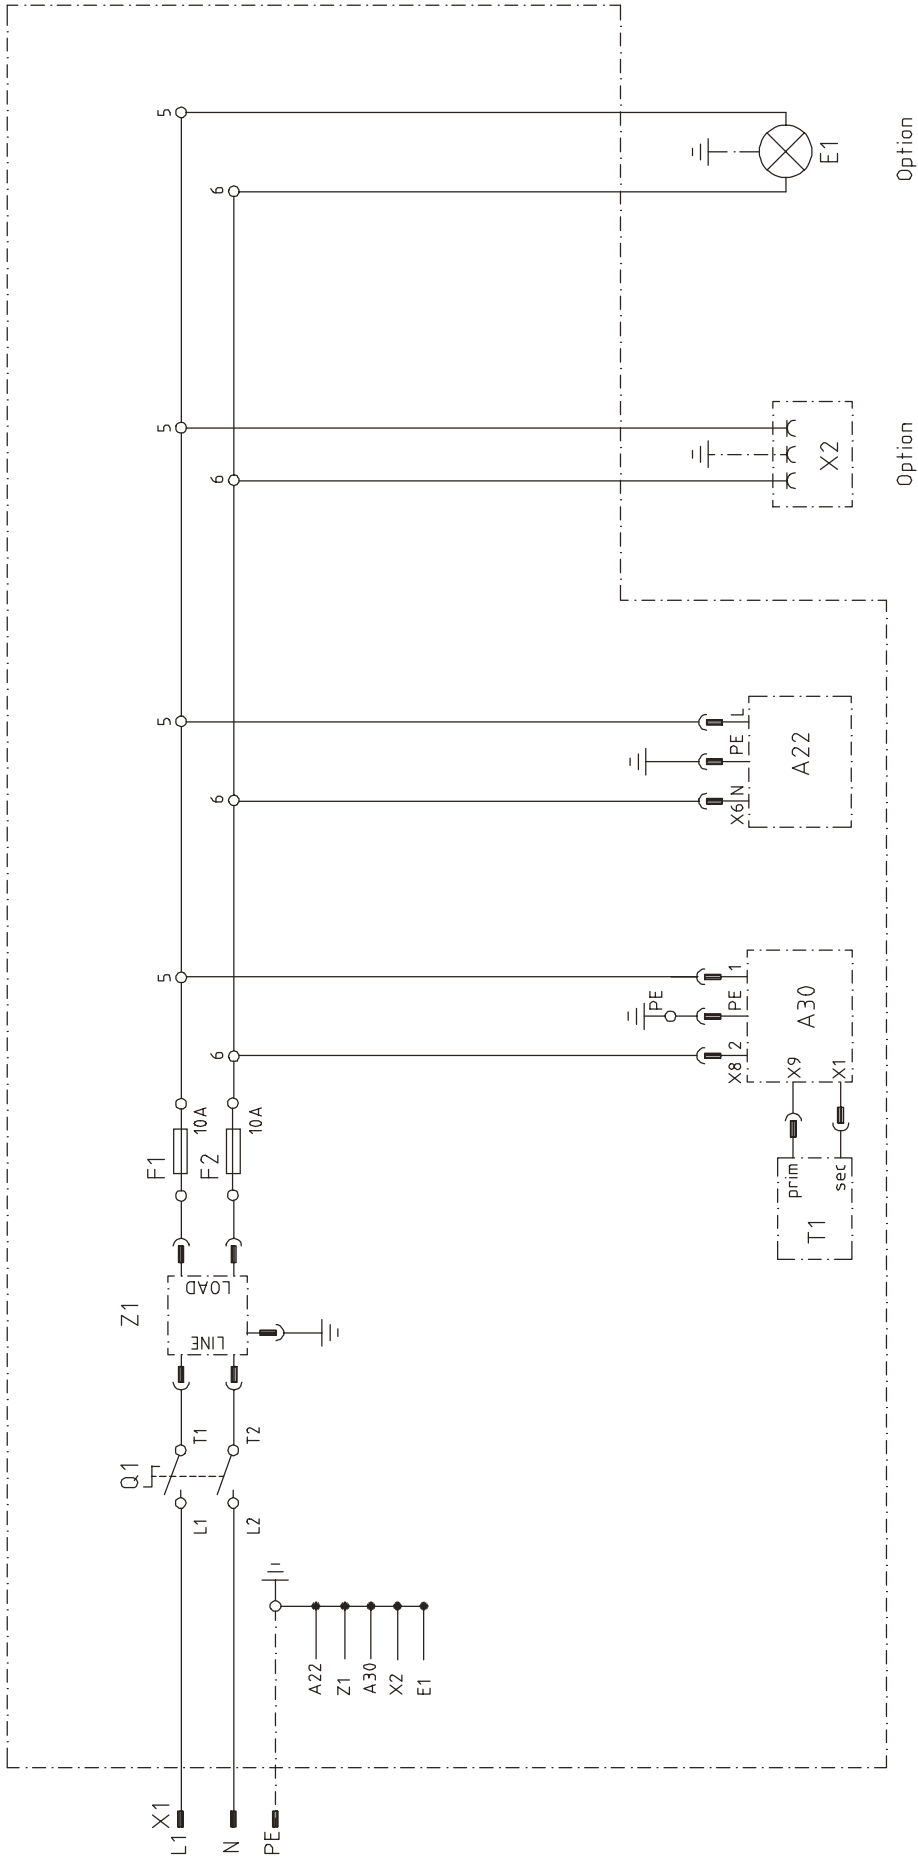 X1
L1
N
PE
A22
Z1
A30
X2
E1
Q1
L1
T1
L2
T2
Z1
LINE
LOAD
F1
10A
F2
10A
5
6
5
6
5
6
5
6
PE
X8
2
PE
1
A30
X9
X1
prim
sec
T1
X6
N
PE
L
A22
X2
Option
E1
Option